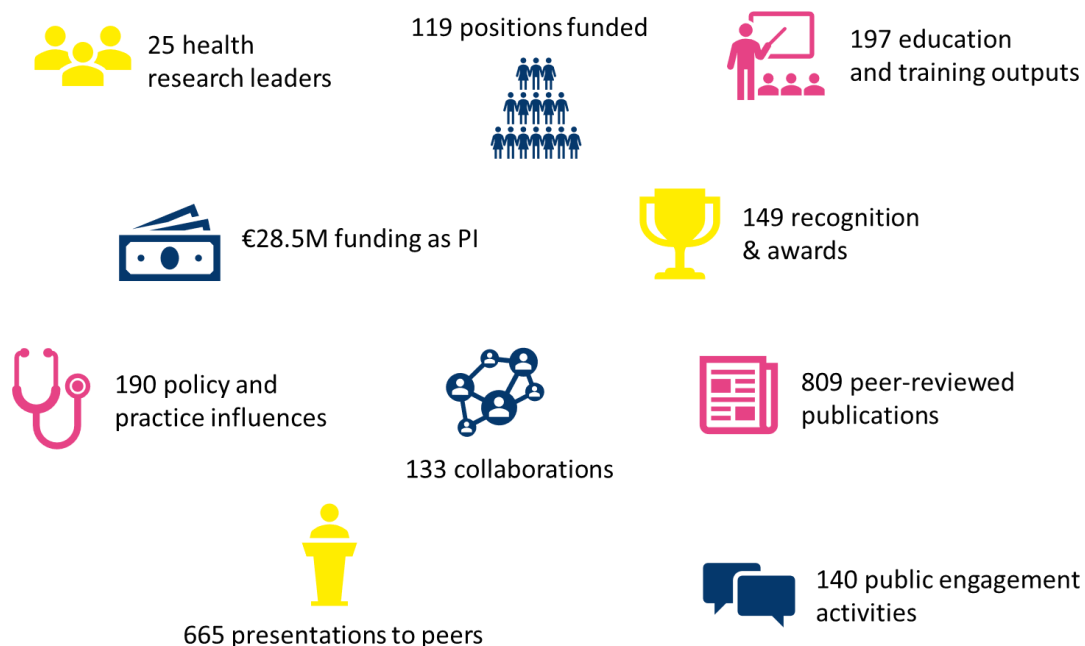 25 health
research leaders
119 positions funded
197 education
and training outputs
€28.5M funding as PI
149 recognition
& awards
190 policy and
practice influences
133 collaborations
809 peer-reviewed
publications
665 presentations to peers
140 public engagement
activities